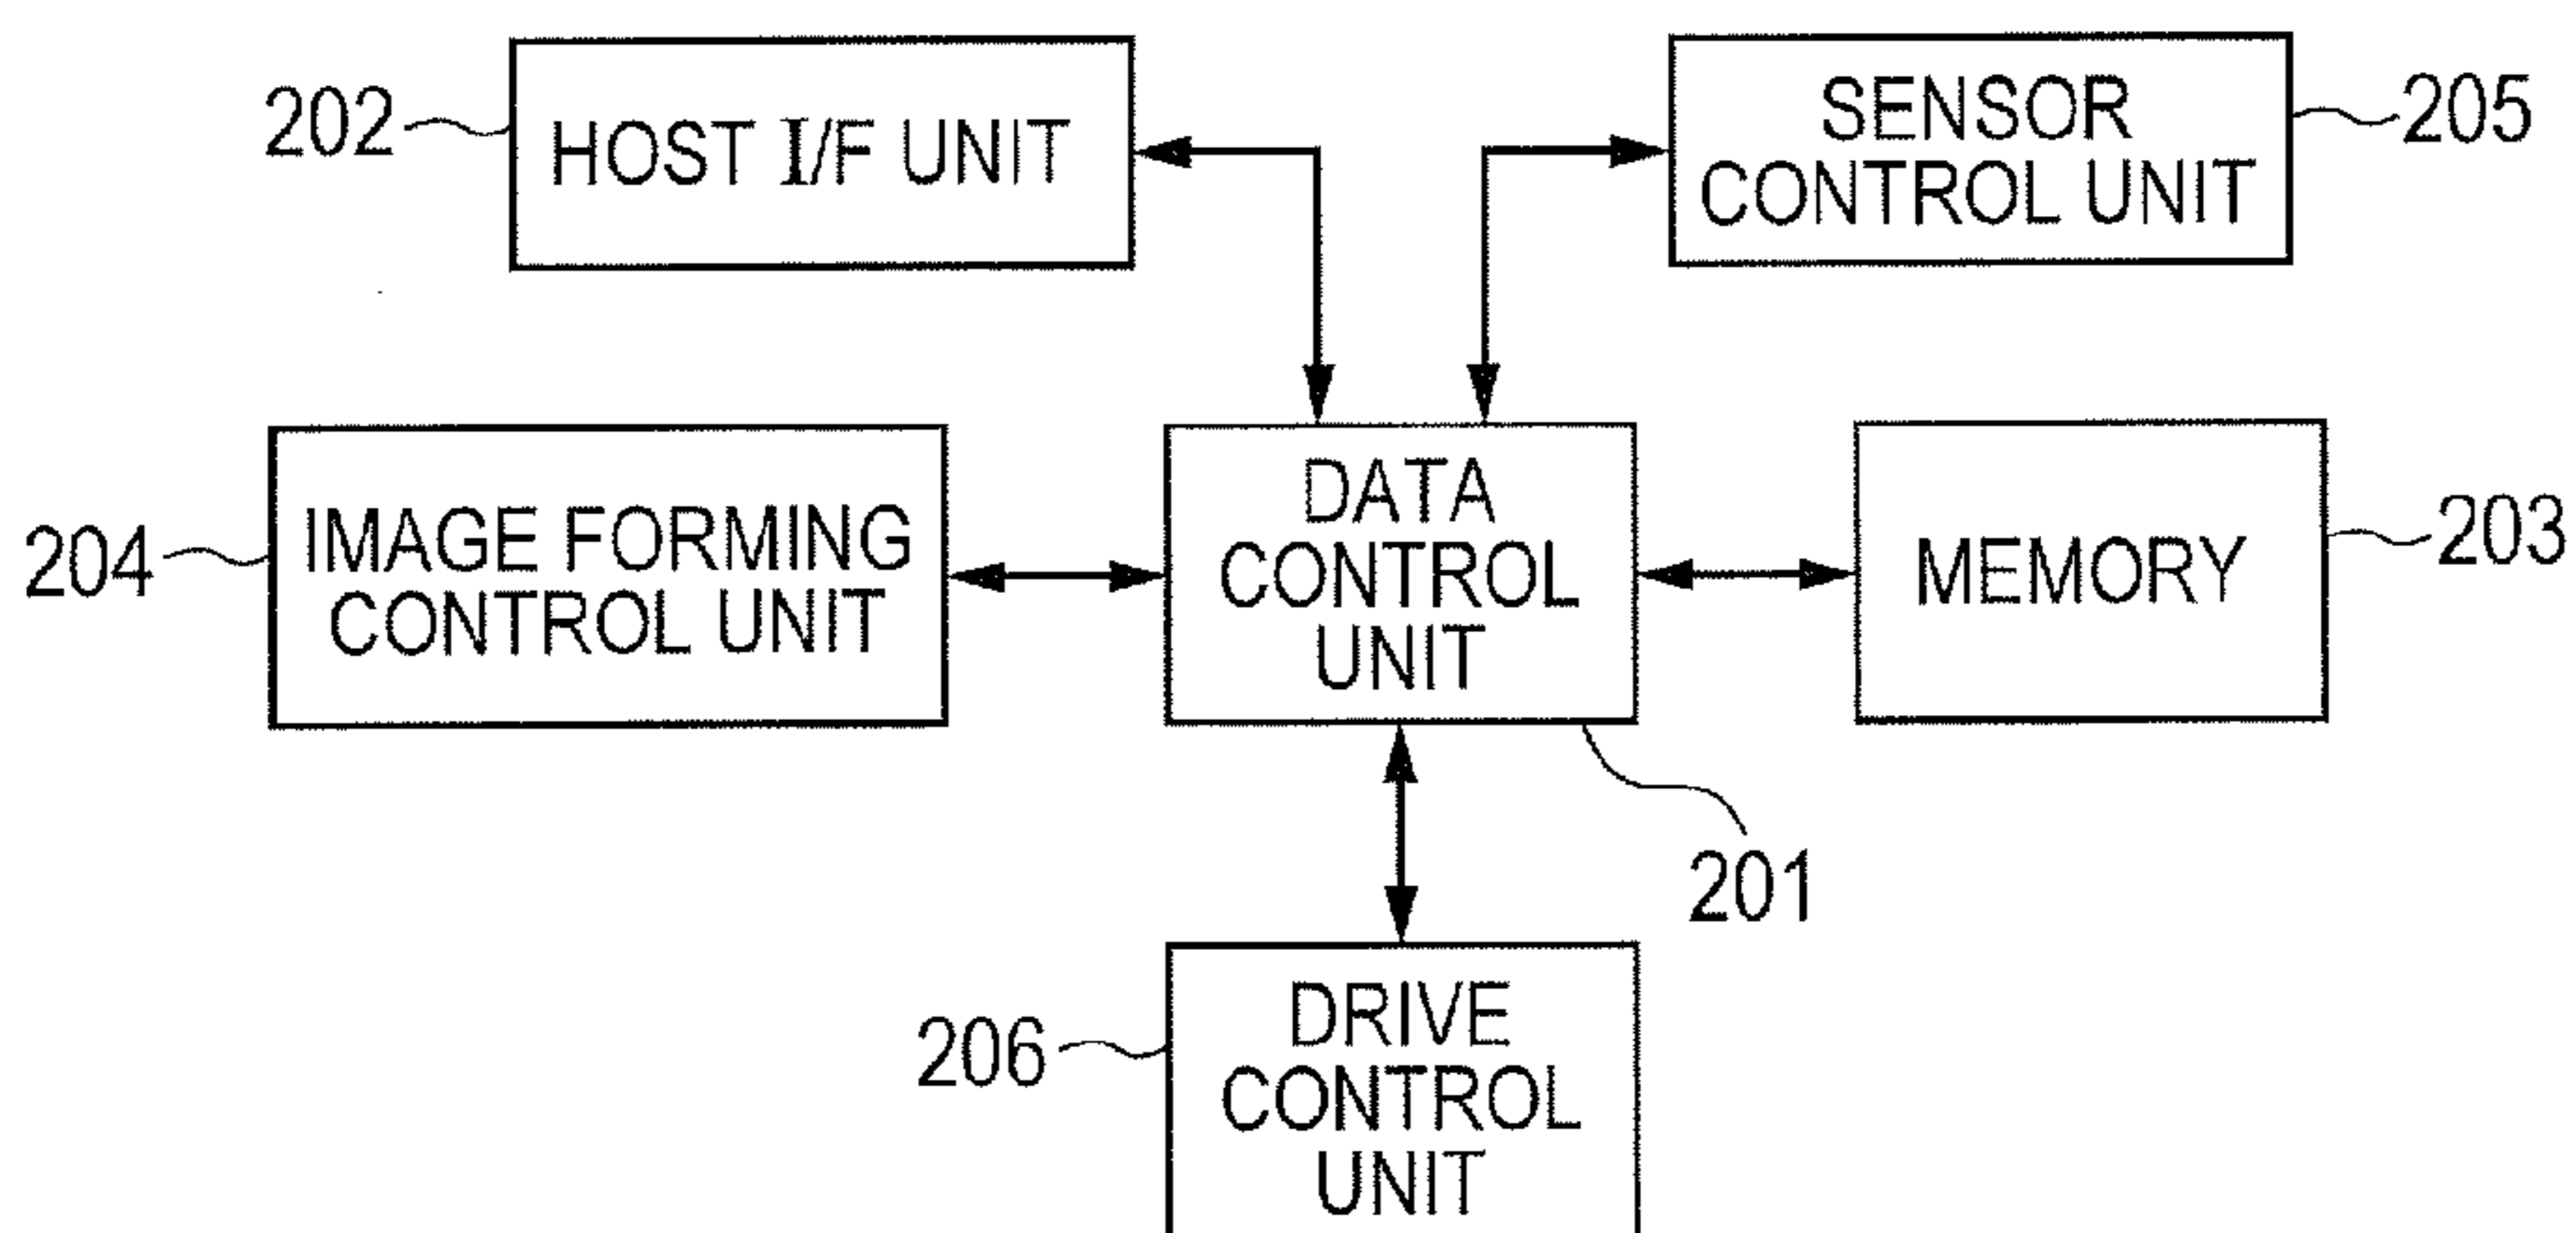 202
HOST I/F UNIT
SENSOR
CONTROL UNIT
205
204
IMAGE FORMING
CONTROL UNIT
DATA
CONTROL
UNIT
MEMORY
203
201
206
DRIVE
CONTROL
UNIT